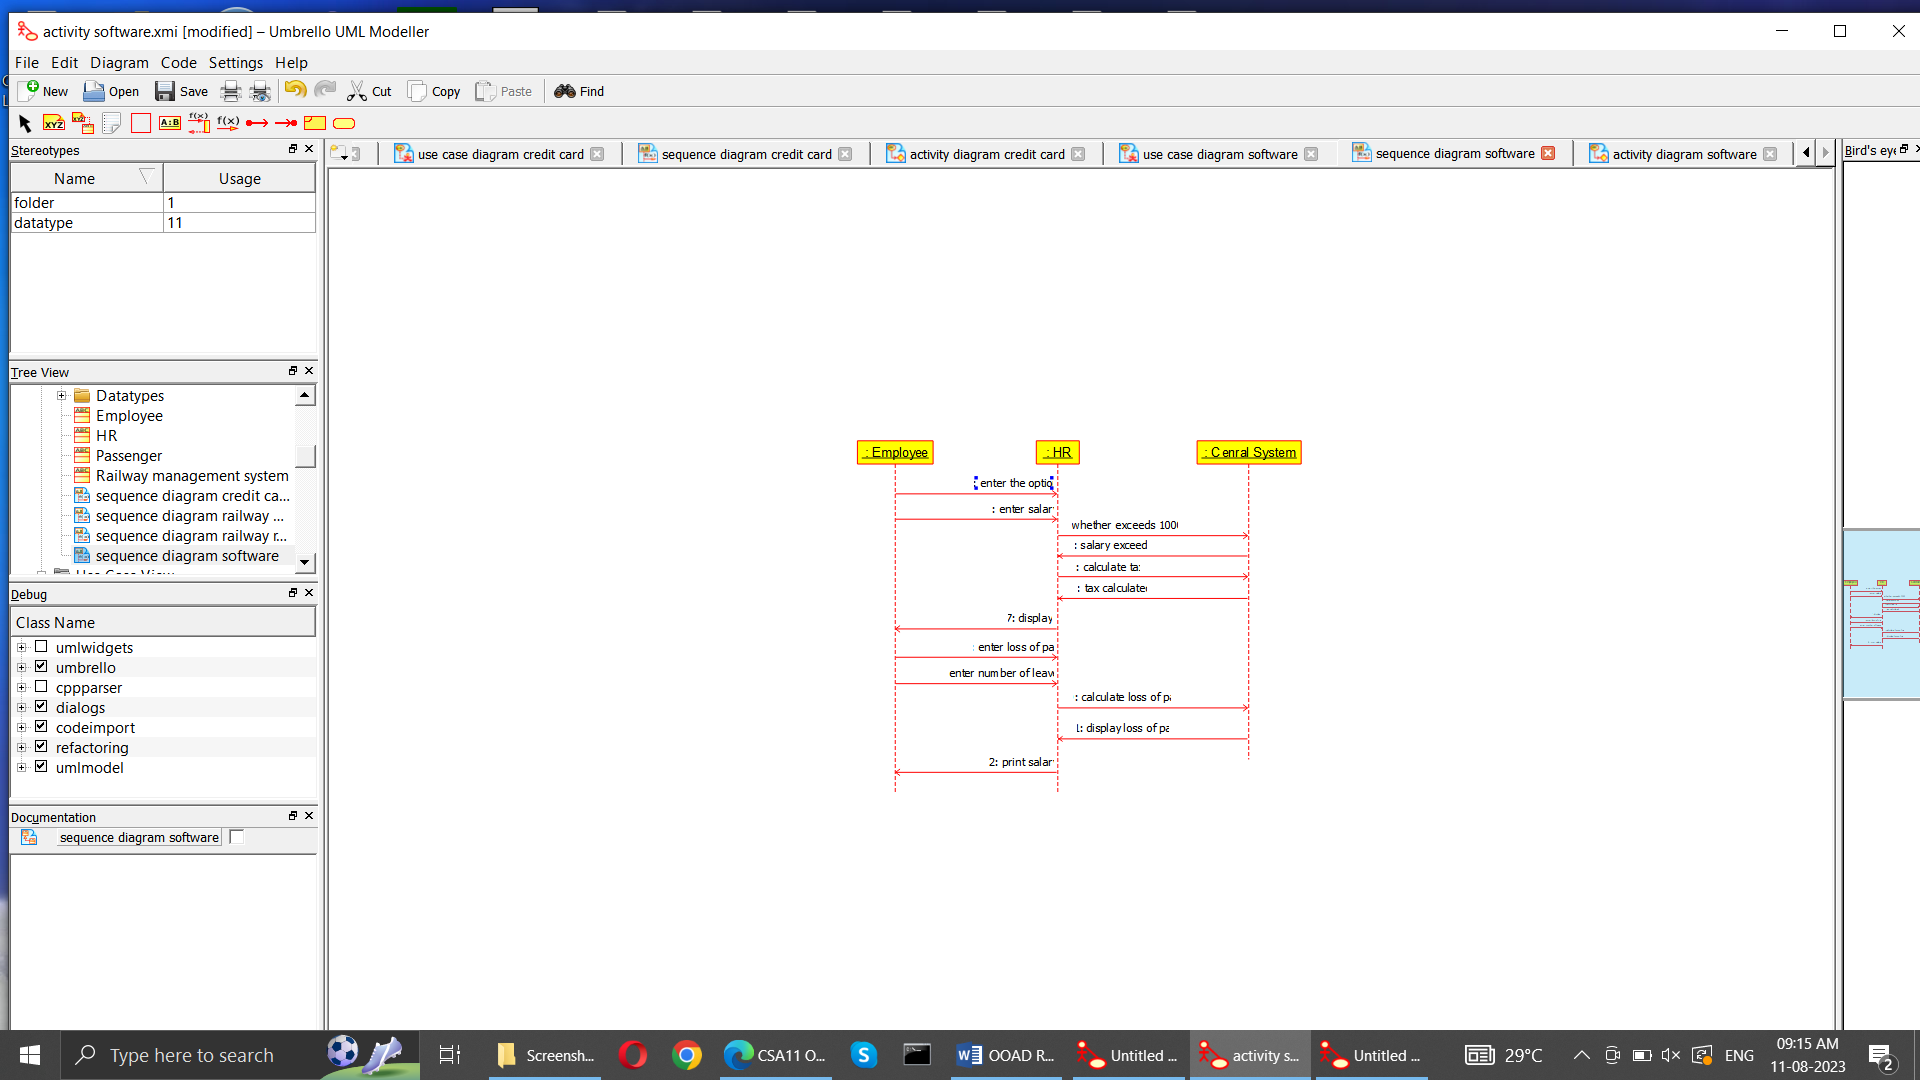 activity software.xmi [modified] – Umbrello UML Modeller
File Edit Diagram Code Settings Help
New Open Save Cut Copy Paste Find
XYZ A:B f(x) f(x)
Stereotypes
Name Usage
folder 1
datatype 11
use case diagram credit card sequence diagram credit card activity diagram credit card use case diagram software sequence diagram software activity diagram software
Bird's eye
Tree View
Datatypes
Employee
HR
Passenger
Railway management system
sequence diagram credit ca...
sequence diagram railway ...
sequence diagram railway r...
sequence diagram software
Use Case View
Debug
Class Name
umlwidgets
umbrello
cppparser
dialogs
codeimport
refactoring
umlmodel
Documentation
sequence diagram software
: Employee : HR : Cenral System
: enter the optio
: enter salar
whether exceeds 100
: salary exceed
: calculate ta
: tax calculate
7: display
: enter loss of pa
enter number of leav
: calculate loss of pa
1: display loss of pa
2: print salar
Type here to search
Screensh...
CSA11 O...
OOAD R...
Untitled ...
activity s...
Untitled ...
29°C
ENG
09:15 AM
11-08-2023
2